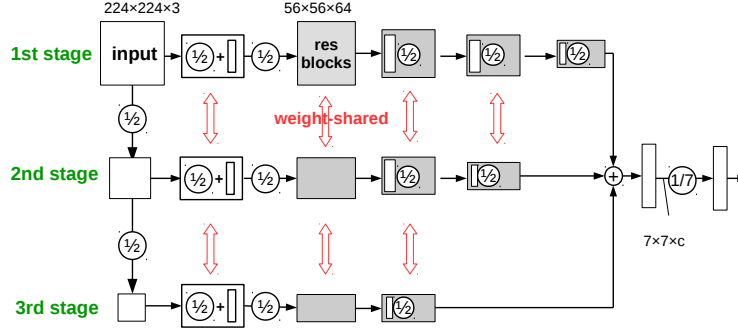 224×224×3
56×56×64
1st stage
input
½+
½
res
blocks
½
½
½
½
weight-shared
2nd stage
½+
½
½
½
+
1/7
½
7×7×c
3rd stage
½+
½
½